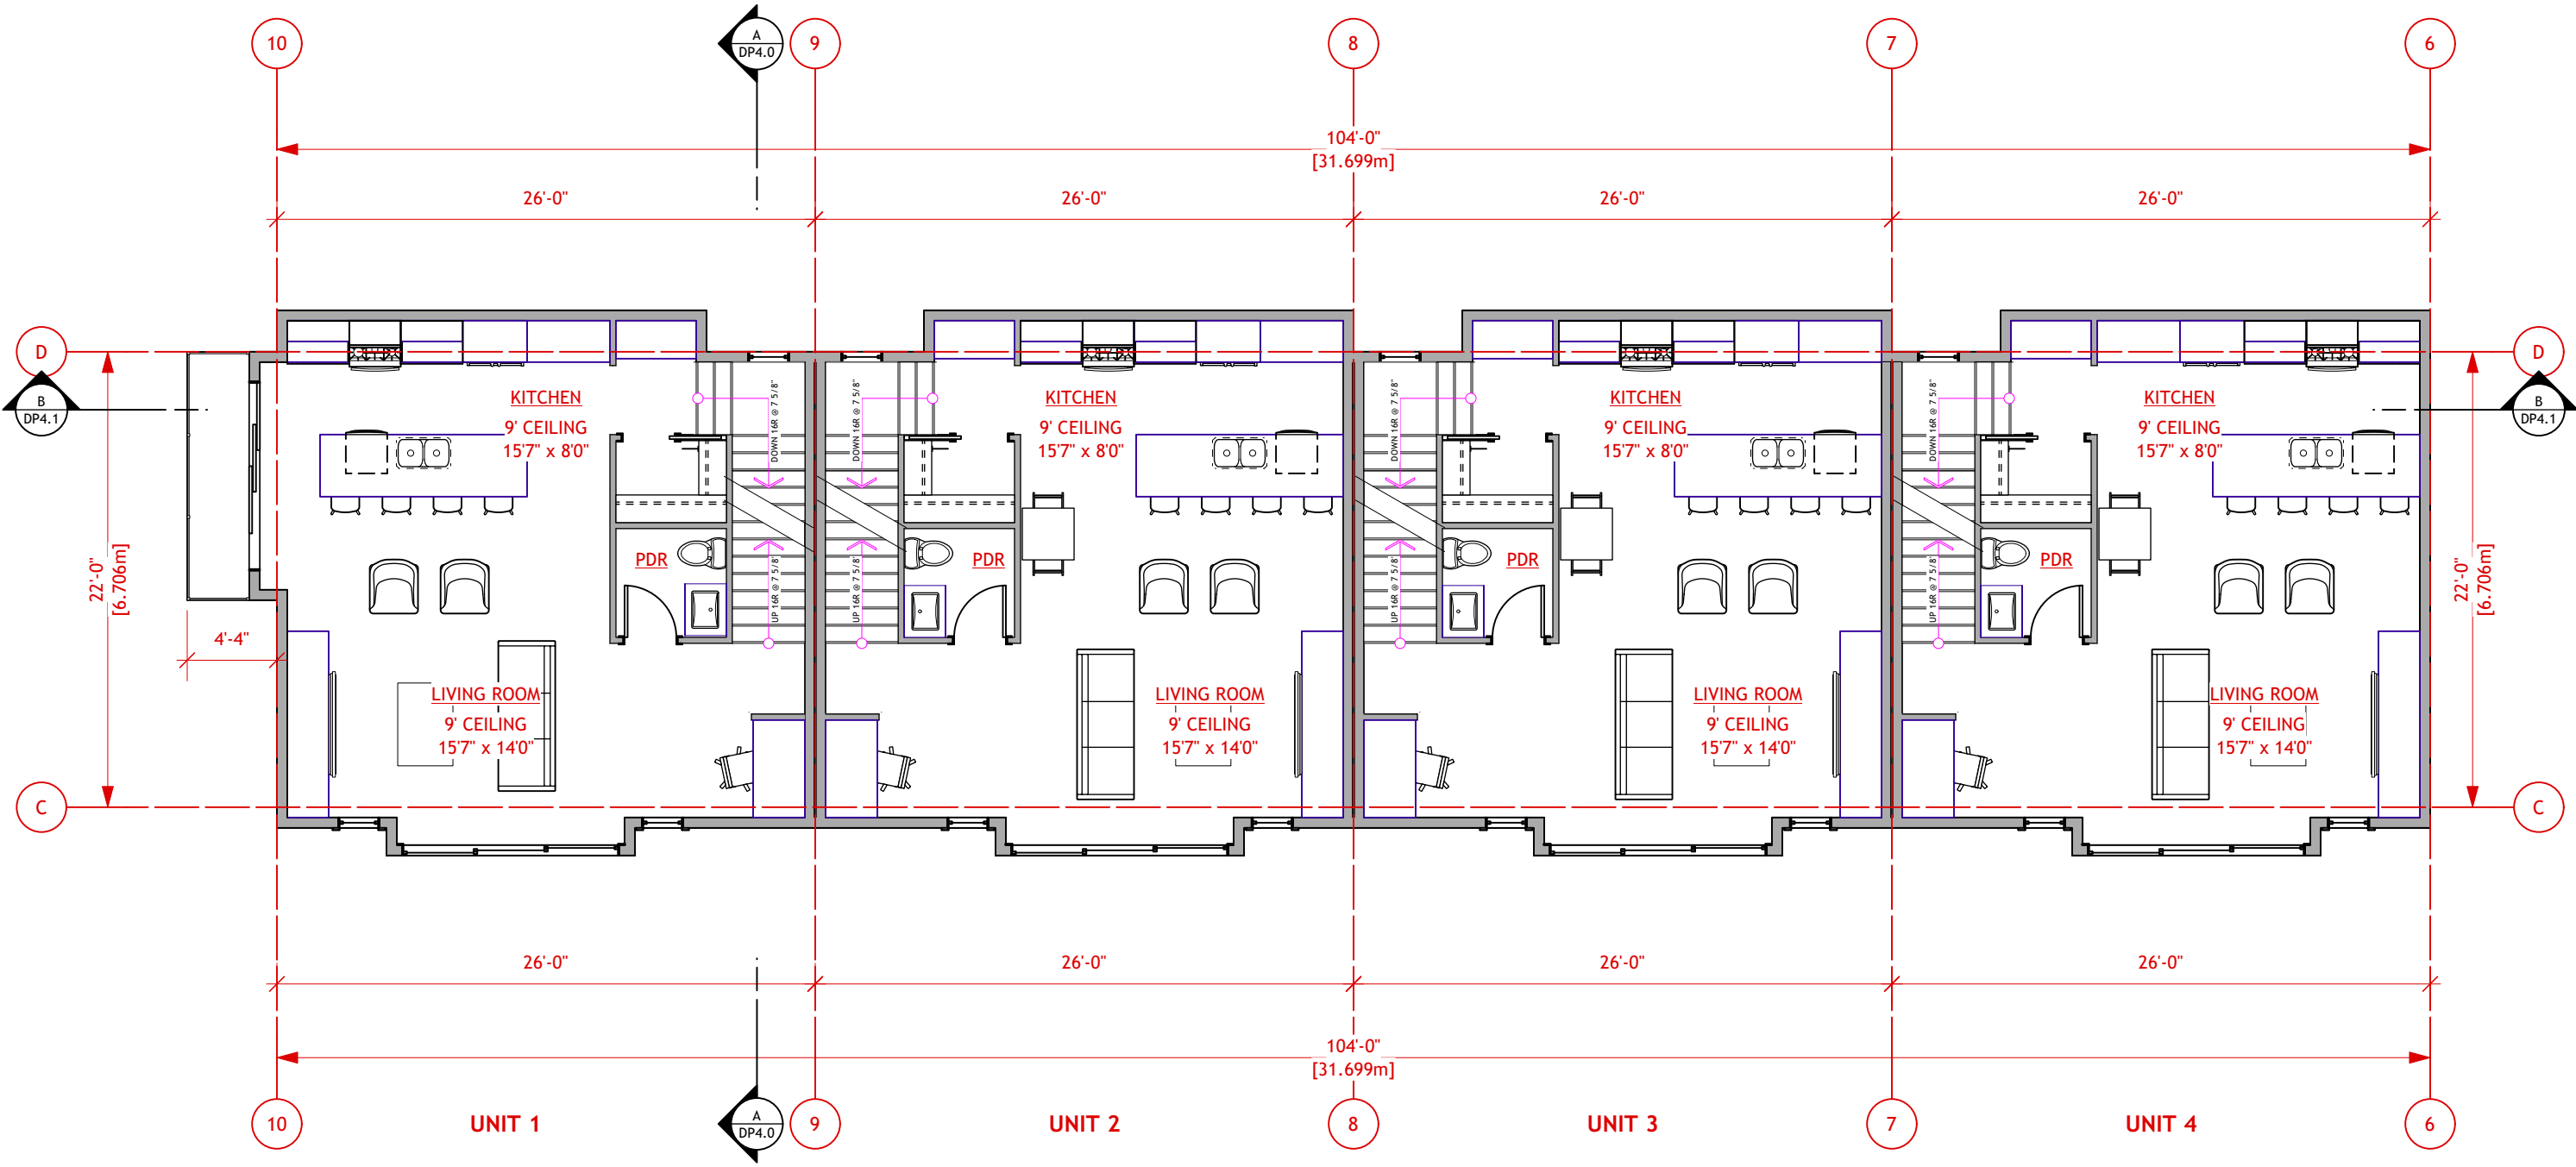 10
A
DP4.0
9
8
7
6
104'-0"
[31.699m]
26'-0"
26'-0"
26'-0"
26'-0"
D
D
B
DP4.1
B
DP4.1
KITCHEN
9' CEILING
15'7" x 8'0"
DOWN 16R @ 7 5/8"
DOWN 16R @ 7 5/8"
KITCHEN
9' CEILING
15'7" x 8'0"
DOWN 16R @ 7 5/8"
KITCHEN
9' CEILING
15'7" x 8'0"
DOWN 16R @ 7 5/8"
KITCHEN
9' CEILING
15'7" x 8'0"
22'-0"
[6.706m]
PDR
UP 16R @ 7 5/8"
UP 16R @ 7 5/8"
PDR
UP 16R @ 7 5/8"
PDR
UP 16R @ 7 5/8"
PDR
22'-0"
[6.706m]
4'-4"
LIVING ROOM
9' CEILING
15'7" x 14'0"
LIVING ROOM
9' CEILING
15'7" x 14'0"
LIVING ROOM
9' CEILING
15'7" x 14'0"
LIVING ROOM
9' CEILING
15'7" x 14'0"
C
C
26'-0"
26'-0"
26'-0"
26'-0"
104'-0"
[31.699m]
10
UNIT 1
A
DP4.0
9
UNIT 2
8
UNIT 3
7
UNIT 4
6